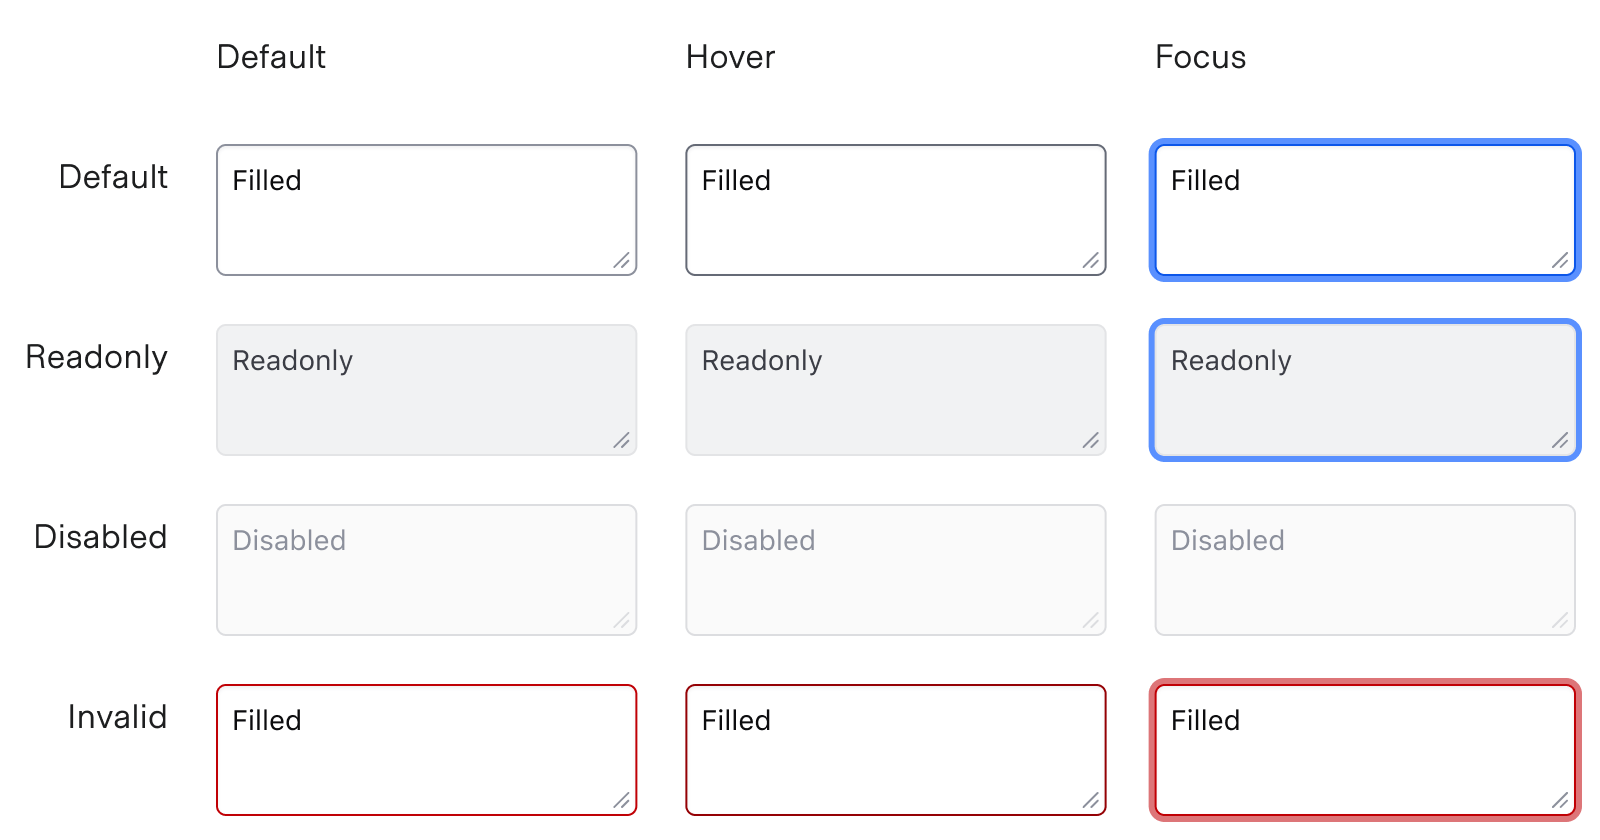 Default Hover Focus
Default Filled Filled Filled
Readonly Readonly Readonly Readonly
Disabled Disabled Disabled Disabled
Invalid Filled Filled Filled